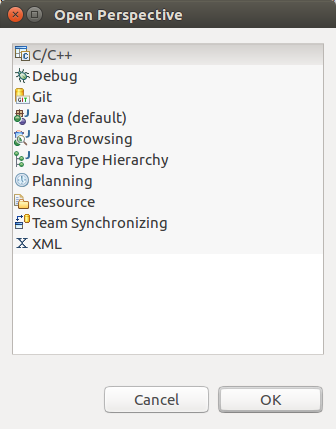 Open Perspective
C/C++
Debug
Git
Java (default)
Java Browsing
Java Type Hierarchy
Planning
Resource
Team Synchronizing
XML
Cancel OK